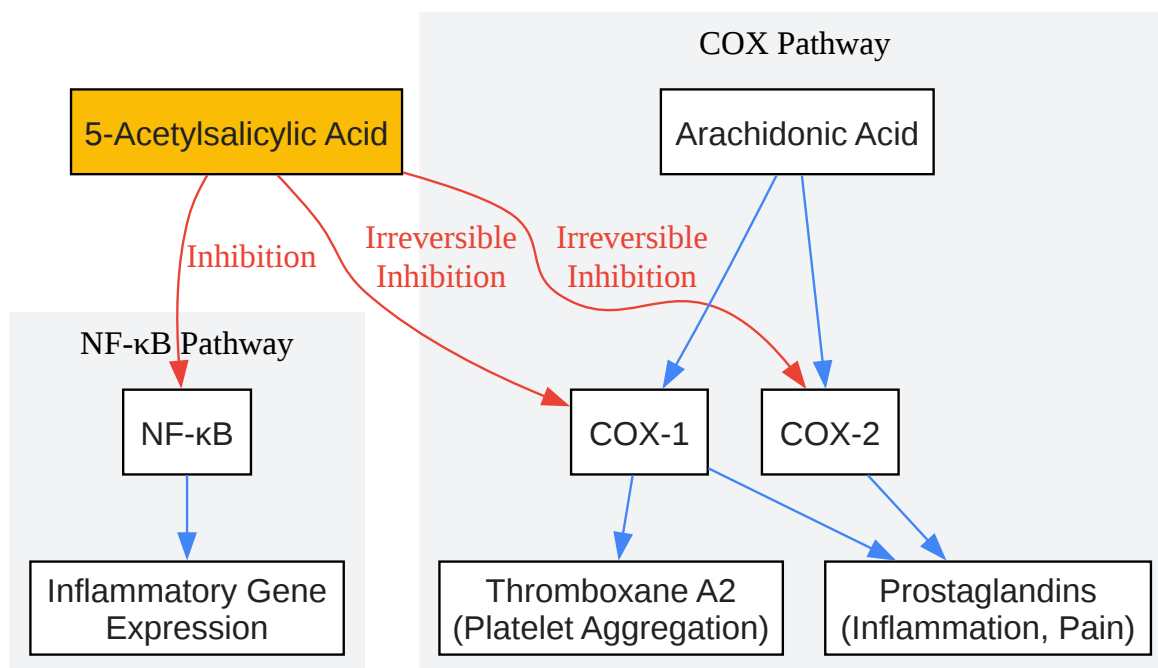 COX Pathway
5-Acetylsalicylic Acid
Arachidonic Acid
Inhibition
Irreversible
Inhibition
Irreversible
Inhibition
NF-κB Pathway
NF-κB
COX-1
COX-2
Inflammatory Gene
Expression
Thromboxane A2
(Platelet Aggregation)
Prostaglandins
(Inflammation, Pain)